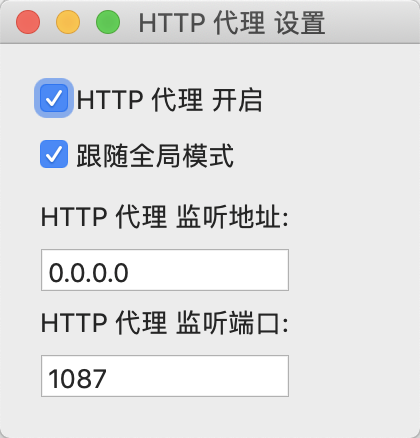 HTTP 代理 设置
HTTP 代理 开启
跟随全局模式
HTTP 代理 监听地址:
0.0.0.0
HTTP 代理 监听端口:
1087